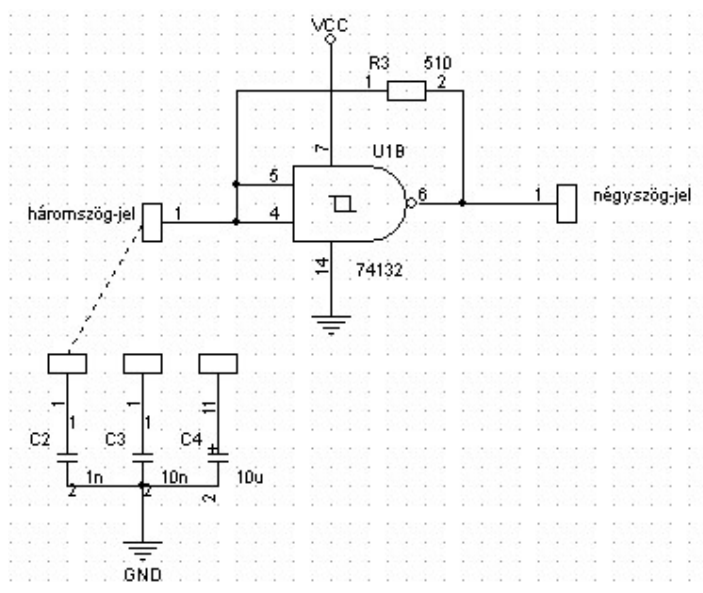 VCC
R3 510
1 2
7
U1B
5
6
1
négyszög-jel
háromszög-jel
1
4
14
74132
1 1 11
1 1
C2 C3 C4 +
1n 10n 10u
2 2 2
GND